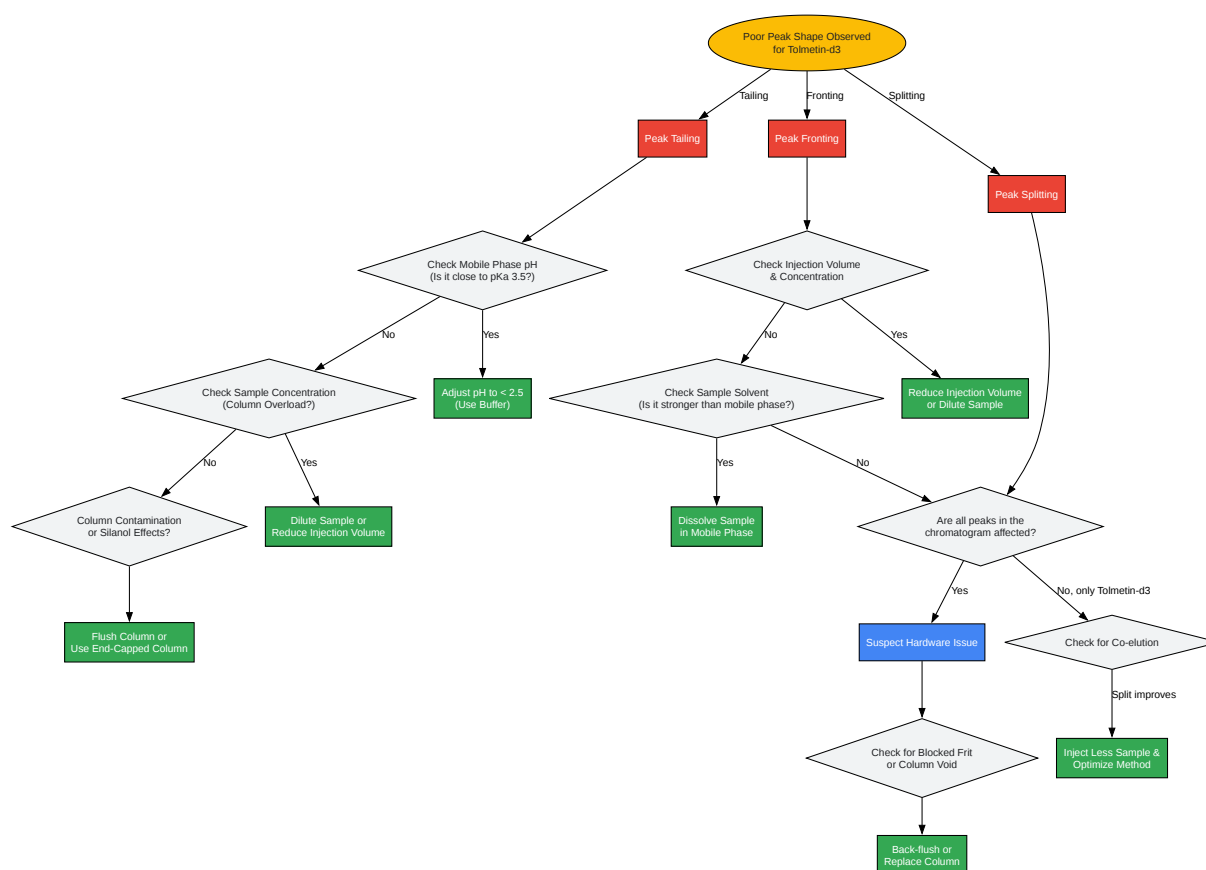 Poor Peak Shape Observed
for Tolmetin-d3
Tailing
Fronting
Splitting
Peak Tailing
Peak Fronting
Peak Splitting
Check Mobile Phase pH
(Is it close to pKa 3.5?)
Check Injection Volume
& Concentration
No
Yes
No
Yes
Check Sample Concentration
(Column Overload?)
Adjust pH to < 2.5
(Use Buffer)
Check Sample Solvent
(Is it stronger than mobile phase?)
Reduce Injection Volume
or Dilute Sample
No
Yes
Yes
No
Column Contamination
or Silanol Effects?
Dilute Sample or
Reduce Injection Volume
Dissolve Sample
in Mobile Phase
Are all peaks in the
chromatogram affected?
Yes
No, only Tolmetin-d3
Flush Column or
Use End-Capped Column
Suspect Hardware Issue
Check for Co-elution
Split improves
Check for Blocked Frit
or Column Void
Inject Less Sample &
Optimize Method
Back-flush or
Replace Column